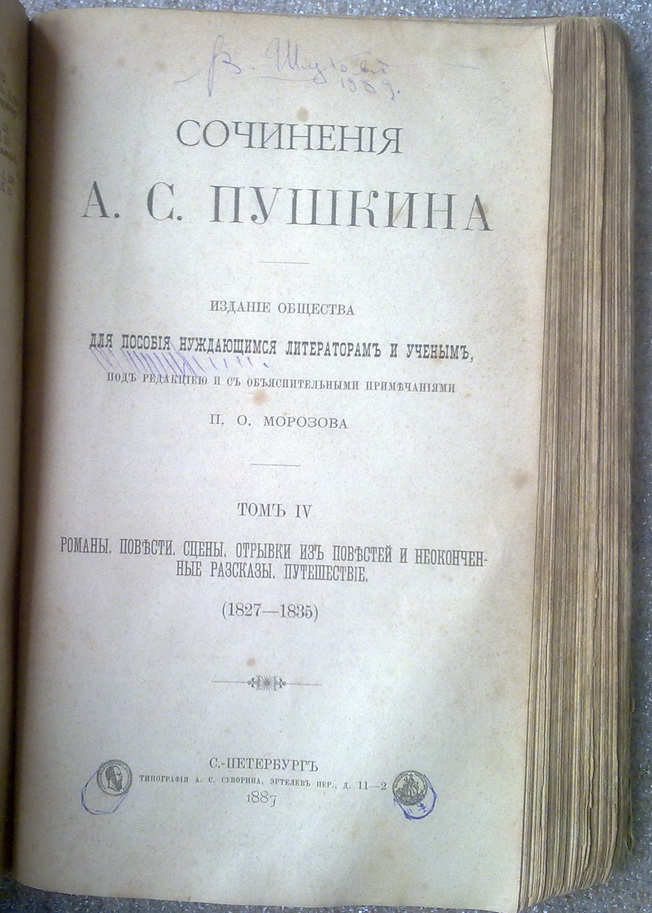 СОЧИНЕНІЯ
А. С. ПУШКИНА
ИЗДАНІЕ ОБЩЕСТВА
ДЛЯ ПОСОБІЯ НУЖДАЮЩИМСЯ ЛИТЕРАТОРАМЪ И УЧЕНЫМЪ,
ПОДЪ РЕДАКЦІЕЮ И СЪ ОБЪЯСНИТЕЛЬНЫМИ ПРИМѢЧАНІЯМИ
П. О. МОРОЗОВА
ТОМЪ IV
РОМАНЫ, ПОВѢСТИ, СЦЕНЫ, ОТРЫВКИ ИЗЪ ПОВѢСТЕЙ И НЕОКОНЧЕН-
НЫЕ РАЗСКАЗЫ, ПУТЕШЕСТВІЕ.
(1827—1835)
С.-ПЕТЕРБУРГЪ
ТИПОГРАФІЯ А. С. СУВОРИНА. ЭРТЕЛЕВЪ ПЕР., Д. 11—2
1887